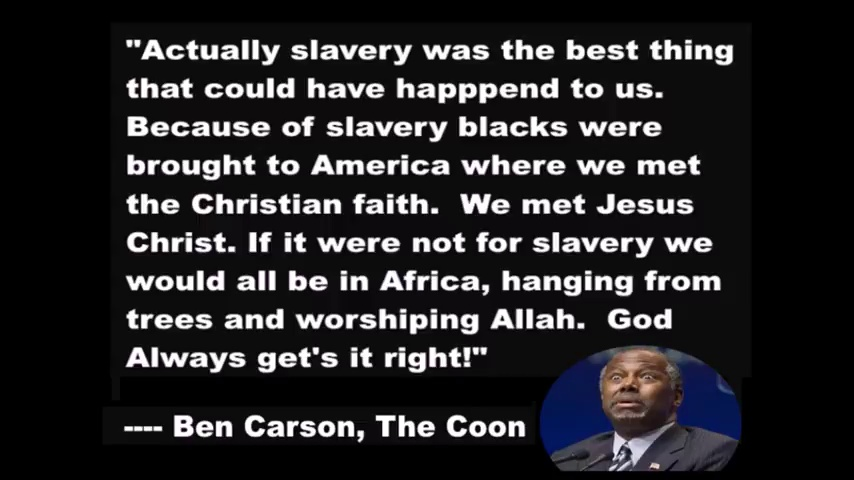 "Actually slavery was the best thing
that could have happpend to us.
Because of slavery blacks were
brought to America where we met
the Christian faith.  We met Jesus
Christ. If it were not for slavery we
would all be in Africa, hanging from
trees and worshiping Allah.  God
Always get's it right!"
---- Ben Carson, The Coon